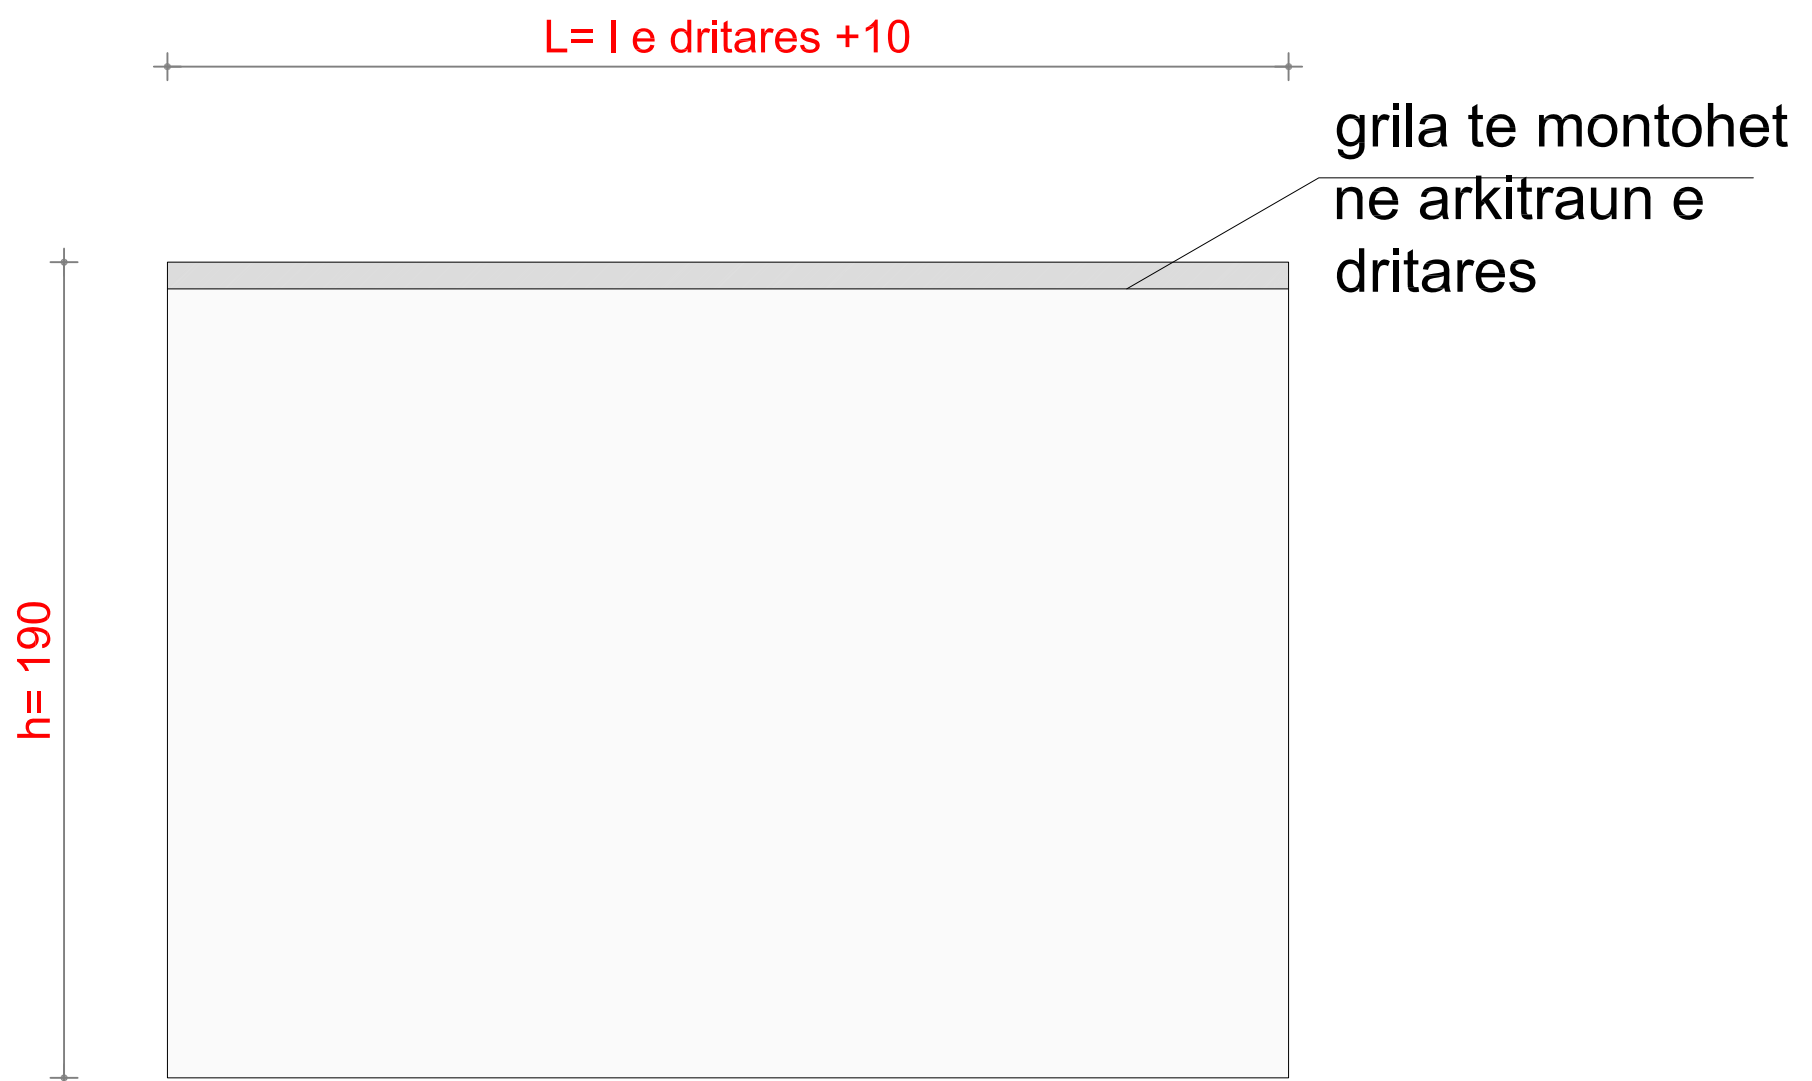 L= l e dritares +10
grila te montohet
ne arkitraun e
dritares
h= 190